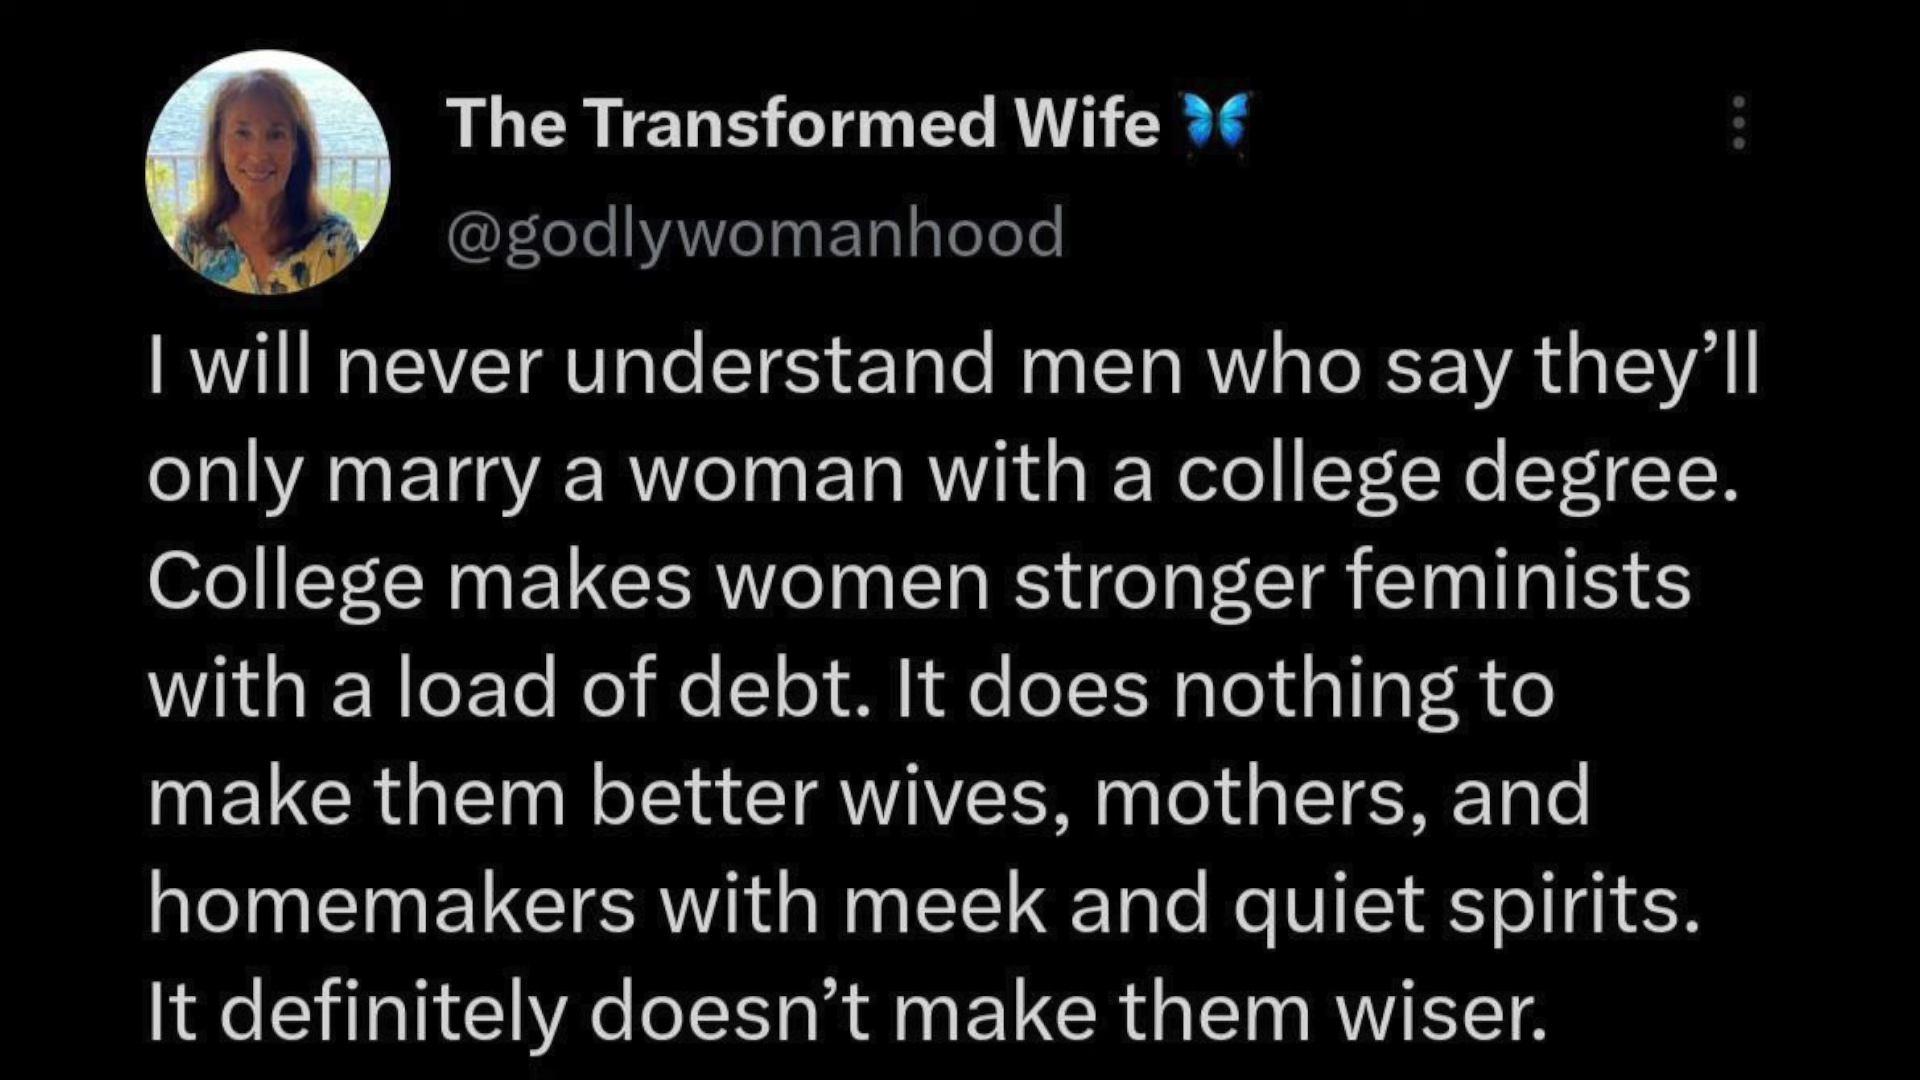 The Transformed Wife 🦋
@godlywomanhood
I will never understand men who say they’ll
only marry a woman with a college degree.
College makes women stronger feminists
with a load of debt. It does nothing to
make them better wives, mothers, and
homemakers with meek and quiet spirits.
It definitely doesn’t make them wiser.